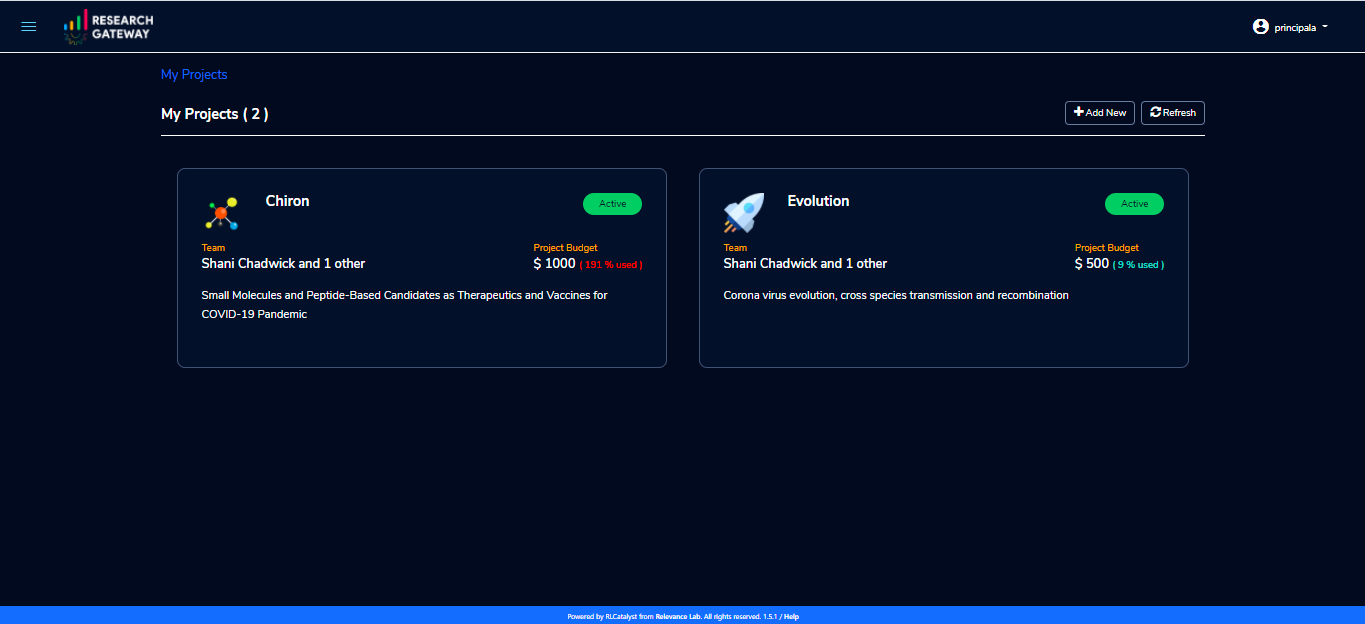 RESEARCH
GATEWAY
principala
My Projects
My Projects ( 2 )
Add New
Refresh
Chiron
Active
Team
Project Budget
Shani Chadwick and 1 other
$ 1000 ( 191 % used )
Small Molecules and Peptide-Based Candidates as Therapeutics and Vaccines for
COVID-19 Pandemic
Evolution
Active
Team
Project Budget
Shani Chadwick and 1 other
$ 500 ( 9 % used )
Corona virus evolution, cross species transmission and recombination
Powered by RLCatalyst from Relevance Lab. All rights reserved. 1.5.1 / Help